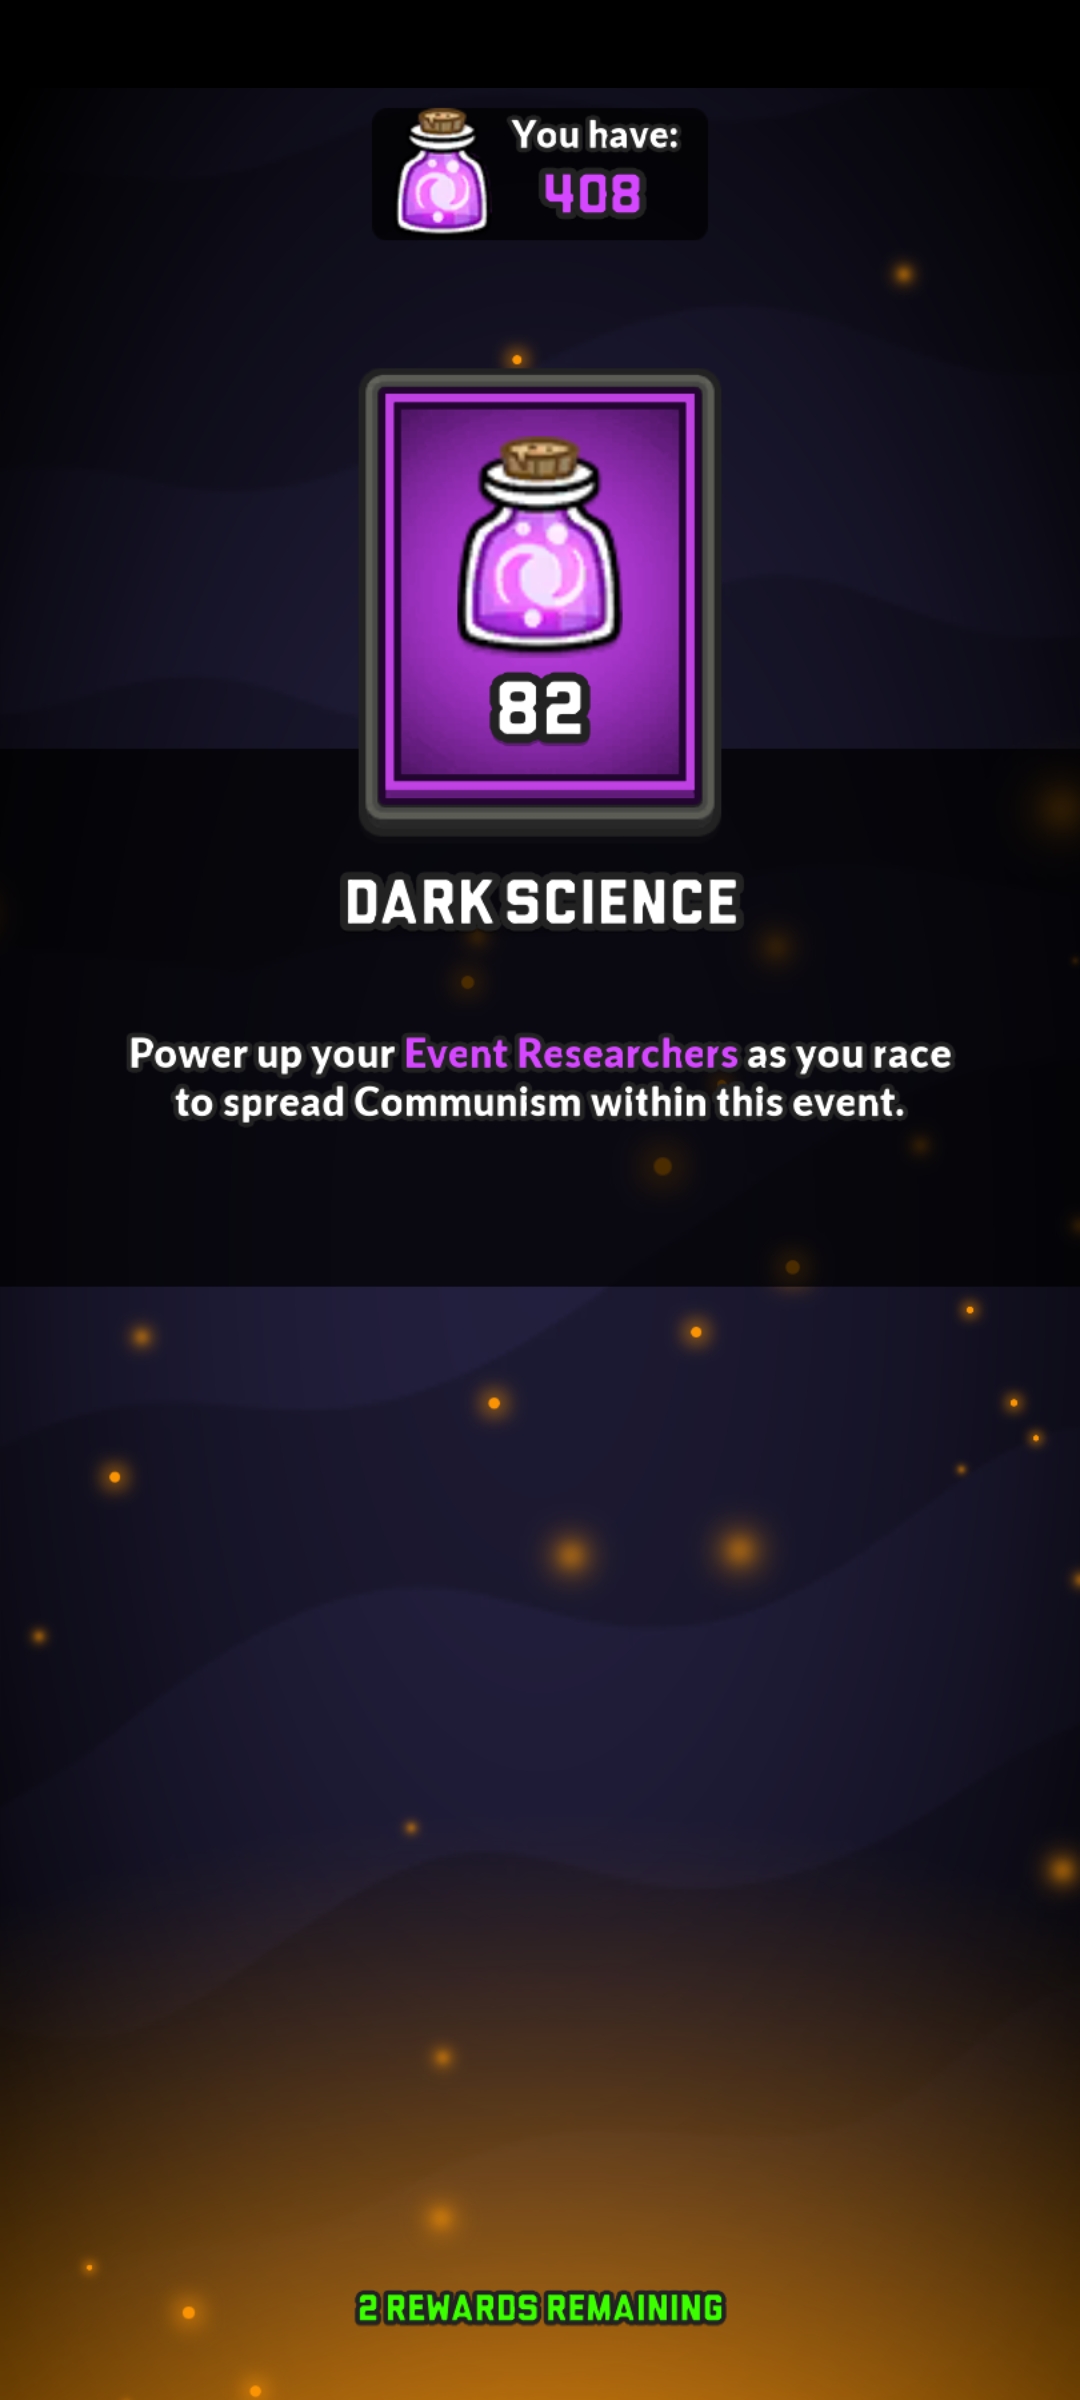 You have:
408
82
DARK SCIENCE
Power up your Event Researchers as you race
to spread Communism within this event.
2 REWARDS REMAINING